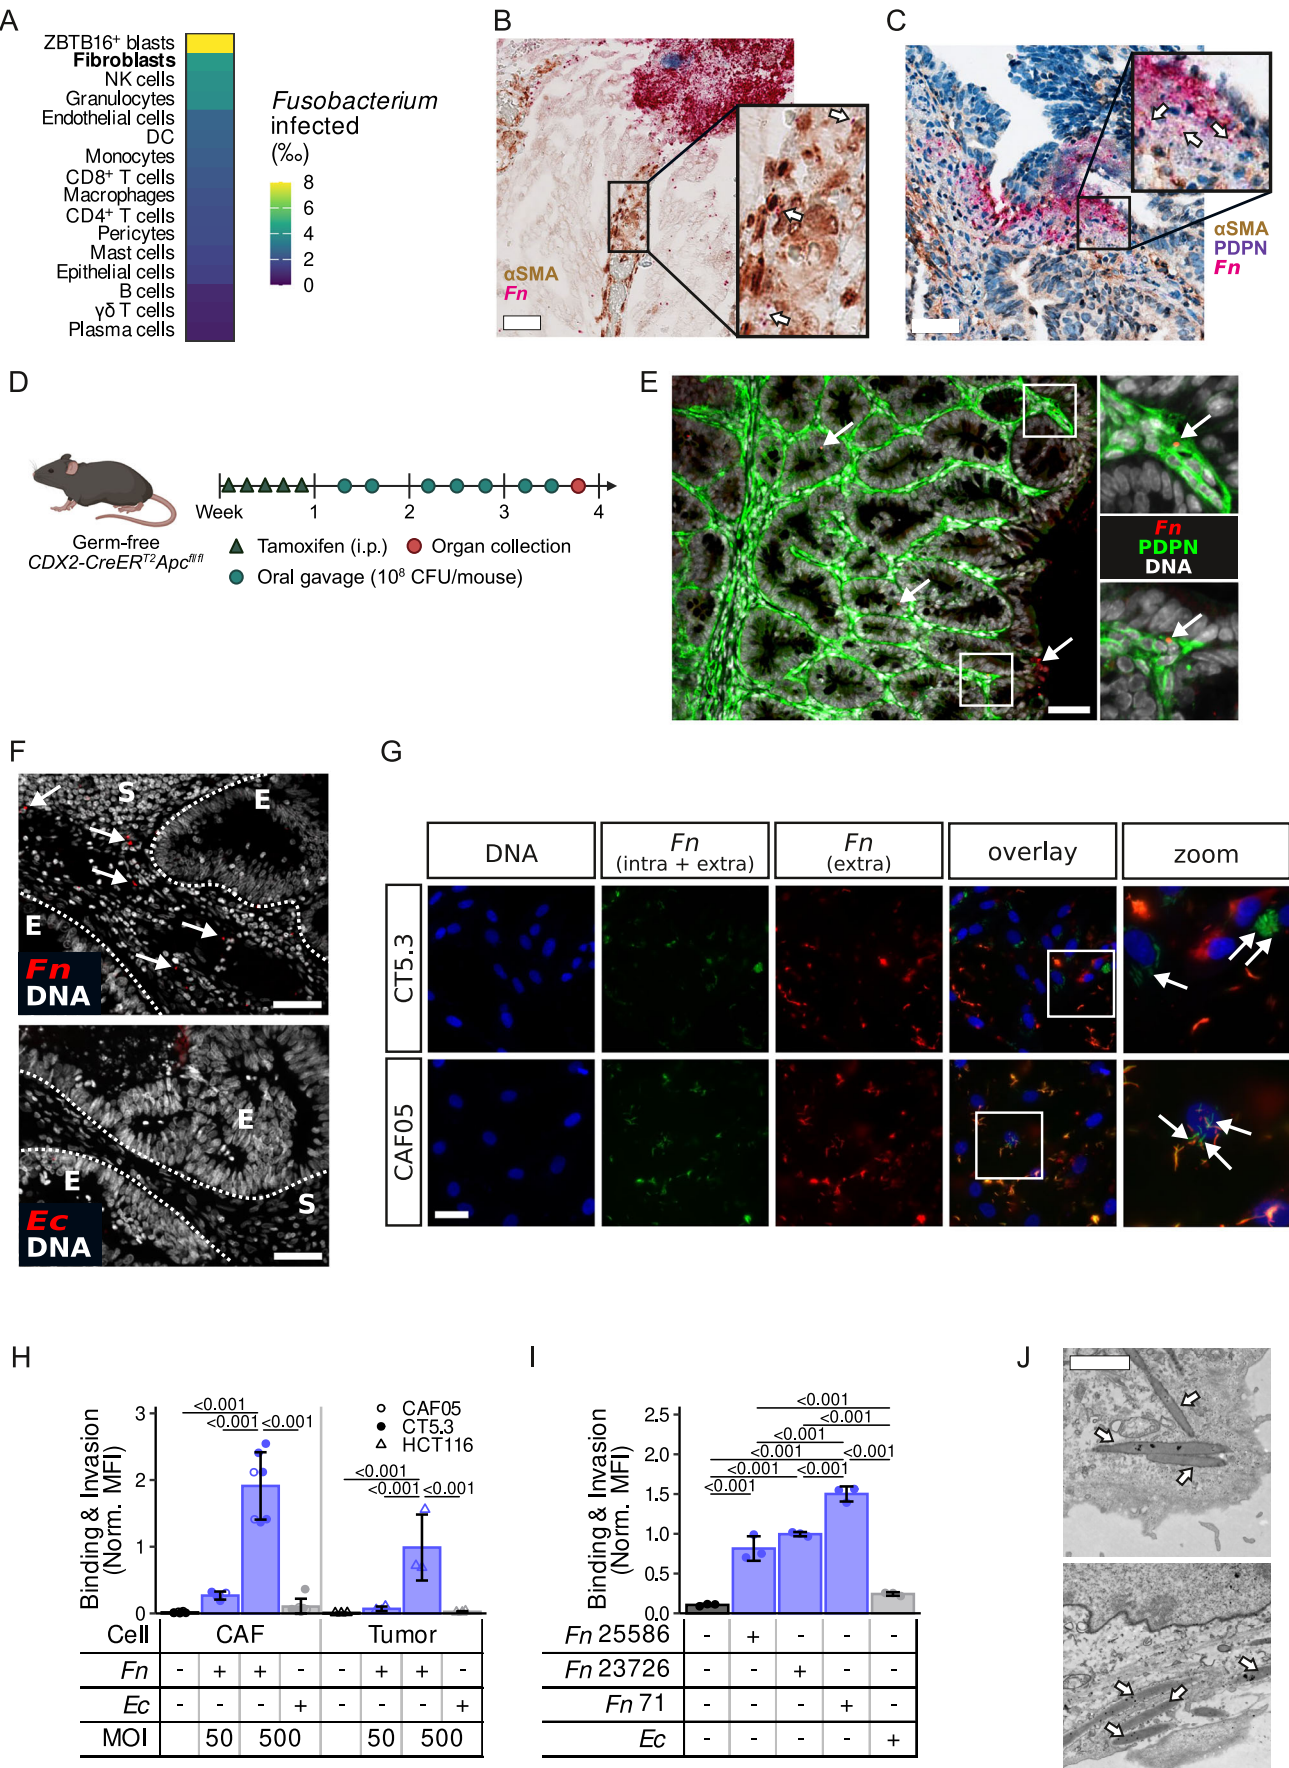 A
ZBTB16⁺ blasts
Fibroblasts
NK cells
Granulocytes
Endothelial cells
DC
Monocytes
CD8⁺ T cells
Macrophages
CD4⁺ T cells
Pericytes
Mast cells
Epithelial cells
B cells
γδ T cells
Plasma cells
Fusobacterium
infected
(‰)
8
6
4
2
0
B
αSMA
Fn
C
αSMA
PDPN
Fn
D
Germ-free
CDX2-CreERᵀ²Apcᶠˡ/ᶠˡ
Week 1 2 3 4
Tamoxifen (i.p.) Organ collection
Oral gavage (10⁸ CFU/mouse)
E
Fn
PDPN
DNA
F
S
E
E
Fn
DNA
E
E
S
Ec
DNA
G
DNA
Fn
(intra + extra)
Fn
(extra)
overlay
zoom
CT5.3
CAF05
H
Binding & Invasion
(Norm. MFI)
3
2
1
0
<0.001
<0.001 <0.001
CAF05
CT5.3
HCT116
<0.001
<0.001 <0.001
Cell CAF Tumor
Fn - + + - - + + -
Ec - - - + - - - +
MOI 50 500 50 500
I
Binding & Invasion
(Norm. MFI)
2.5
2.0
1.5
1.0
0.5
0.0
<0.001
<0.001
<0.001
<0.001 <0.001
<0.001 <0.001
<0.001
Fn 25586 - + - - -
Fn 23726 - - + - -
Fn 71 - - - + -
Ec - - - - +
J